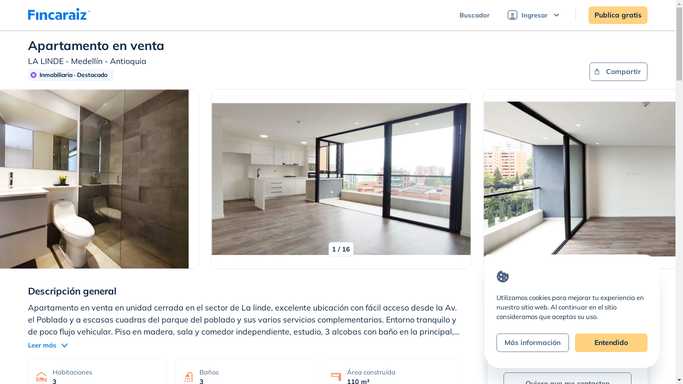 Fincaraiz
Buscador
Ingresar
Publica gratis
Apartamento en venta
LA LINDE - Medellín - Antioquia
Inmobiliaria · Destacado
Compartir
1 / 16
Descripción general
Apartamento en venta en unidad cerrada en el sector de La linde, excelente ubicación con fácil acceso desde la Av.
el Poblado y a escasas cuadras del parque del poblado y sus varios servicios complementarios. Entorno tranquilo y
de poco flujo vehicular. Piso en madera, sala y comedor independiente, estudio, 3 alcobas con baño en la principal,...
Leer más
Habitaciones
3
Baños
3
Área construida
110 m²
Utilizamos cookies para mejorar tu experiencia en
nuestro sitio web. Al continuar en el sitio
consideramos que aceptas su uso.
Más información
Entendido
Quiero que me contacten